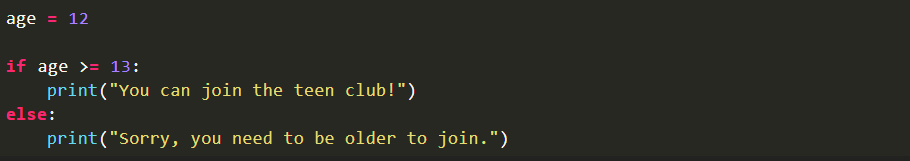 age = 12
if age >= 13:
    print("You can join the teen club!")
else:
    print("Sorry, you need to be older to join.")